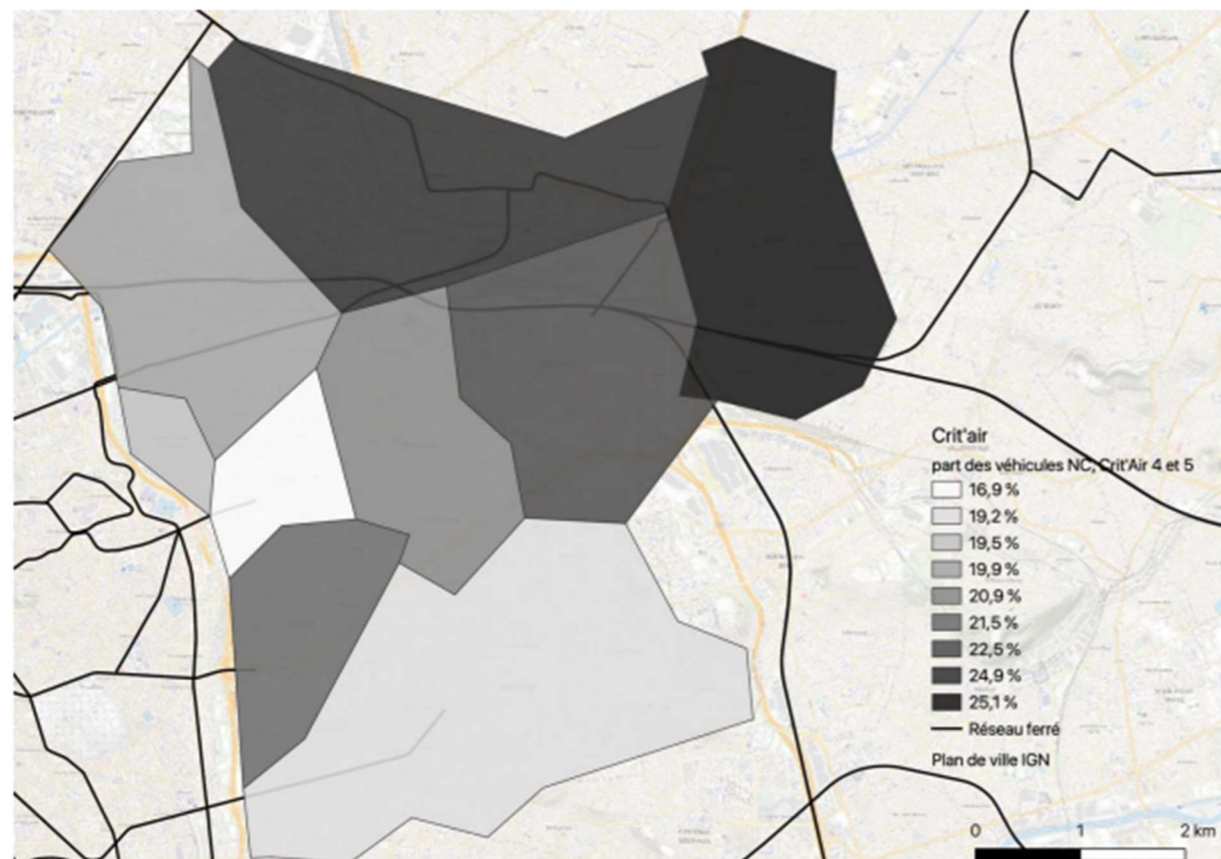 Crit'air
part des véhicules NC, Crit'Air 4 et 5
16,9 %
19,2 %
19,5 %
19,9 %
20,9 %
21,5 %
22,5 %
24,9 %
25,1 %
Réseau ferré
Plan de ville IGN
0 1 2 km